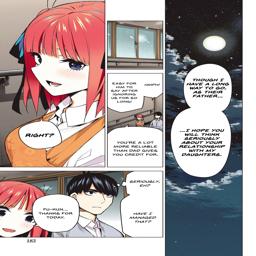 THOUGH I
HAVE A LONG
WAY TO GO,
AS THEIR
FATHER...
...I HOPE YOU
WILL THINK
SERIOUSLY
ABOUT YOUR
RELATIONSHIP
WITH MY
DAUGHTERS.
HMPH!
EASY FOR
HIM TO
SAY AFTER
IGNORING
US FOR SO
LONG!
YOU'RE A LOT
MORE RELIABLE
THAN DAD GIVES
YOU CREDIT FOR.
RIGHT?
SERIOUSLY,
EH?
HAVE I
MANAGED
THAT?
FU-KUN...
THANKS FOR
TODAY.